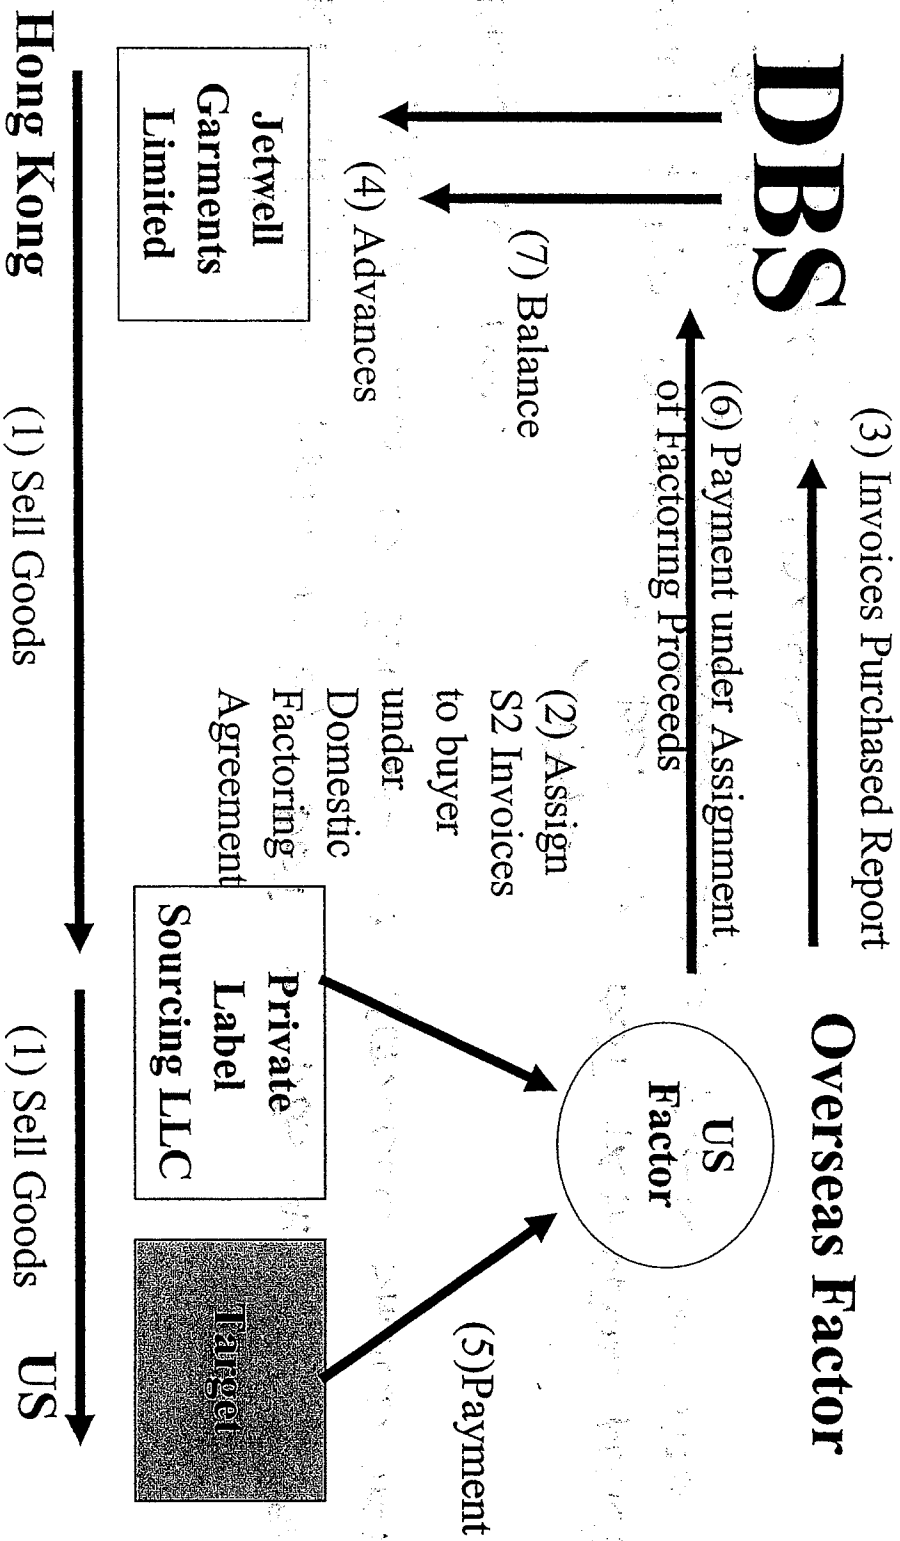 (3) Invoices Purchased Report
DBS
Overseas Factor
(6) Payment under Assignment
of Factoring Proceeds
US
Factor
(7) Balance
(2) Assign
S2 Invoices
to buyer
under
Domestic
Factoring
Agreement
(5)Payment
(4) Advances
Jetwell
Garments
Limited
Private
Label
Sourcing LLC
Target
Hong Kong
(1) Sell Goods
(1) Sell Goods
US